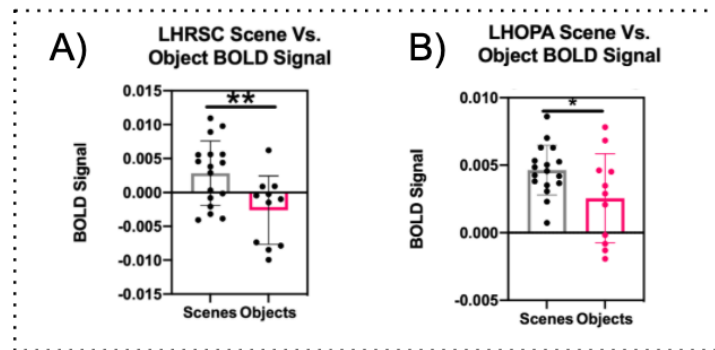 A)
LHRSC Scene Vs.
Object BOLD Signal
**
BOLD Signal
0.015
0.010
0.005
0.000
-0.005
-0.010
-0.015
Scenes Objects
B)
LHOPA Scene Vs.
Object BOLD Signal
*
BOLD Signal
0.010
0.005
0.000
-0.005
Scenes Objects